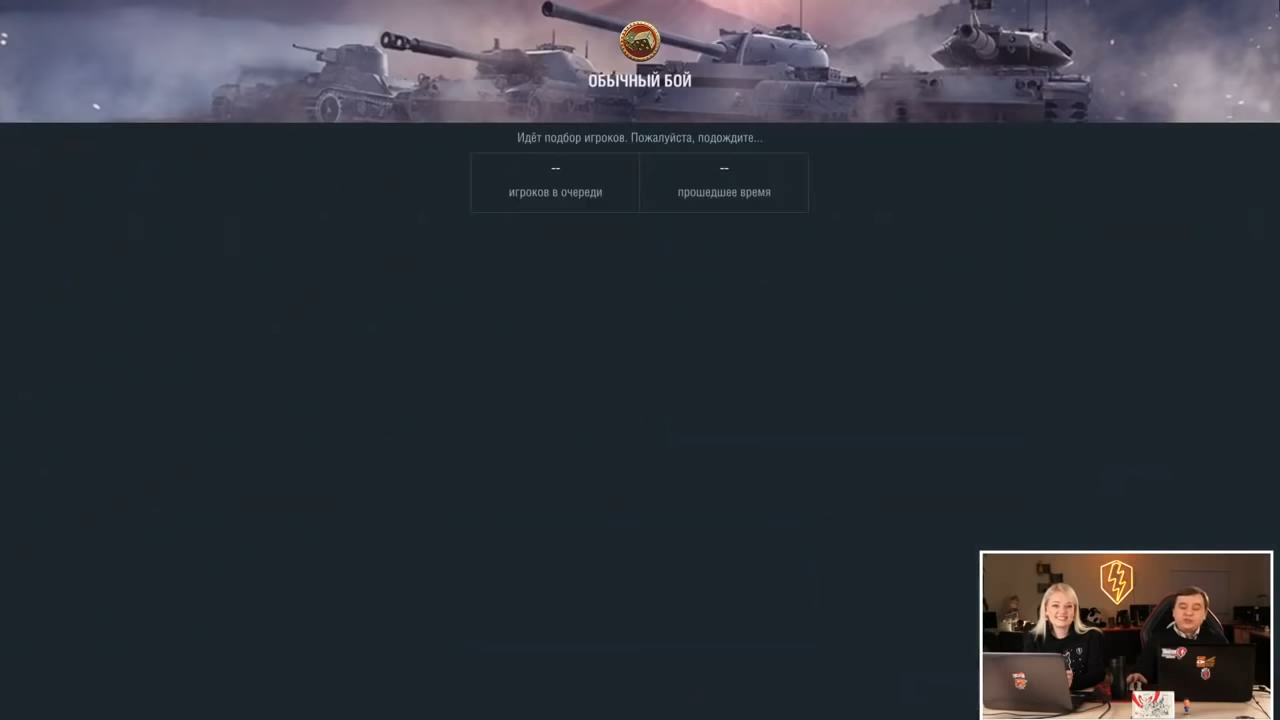 ОБЫЧНЫЙ БОЙ
Идёт подбор игроков. Пожалуйста, подождите...
--
игроков в очереди
--
прошедшее время